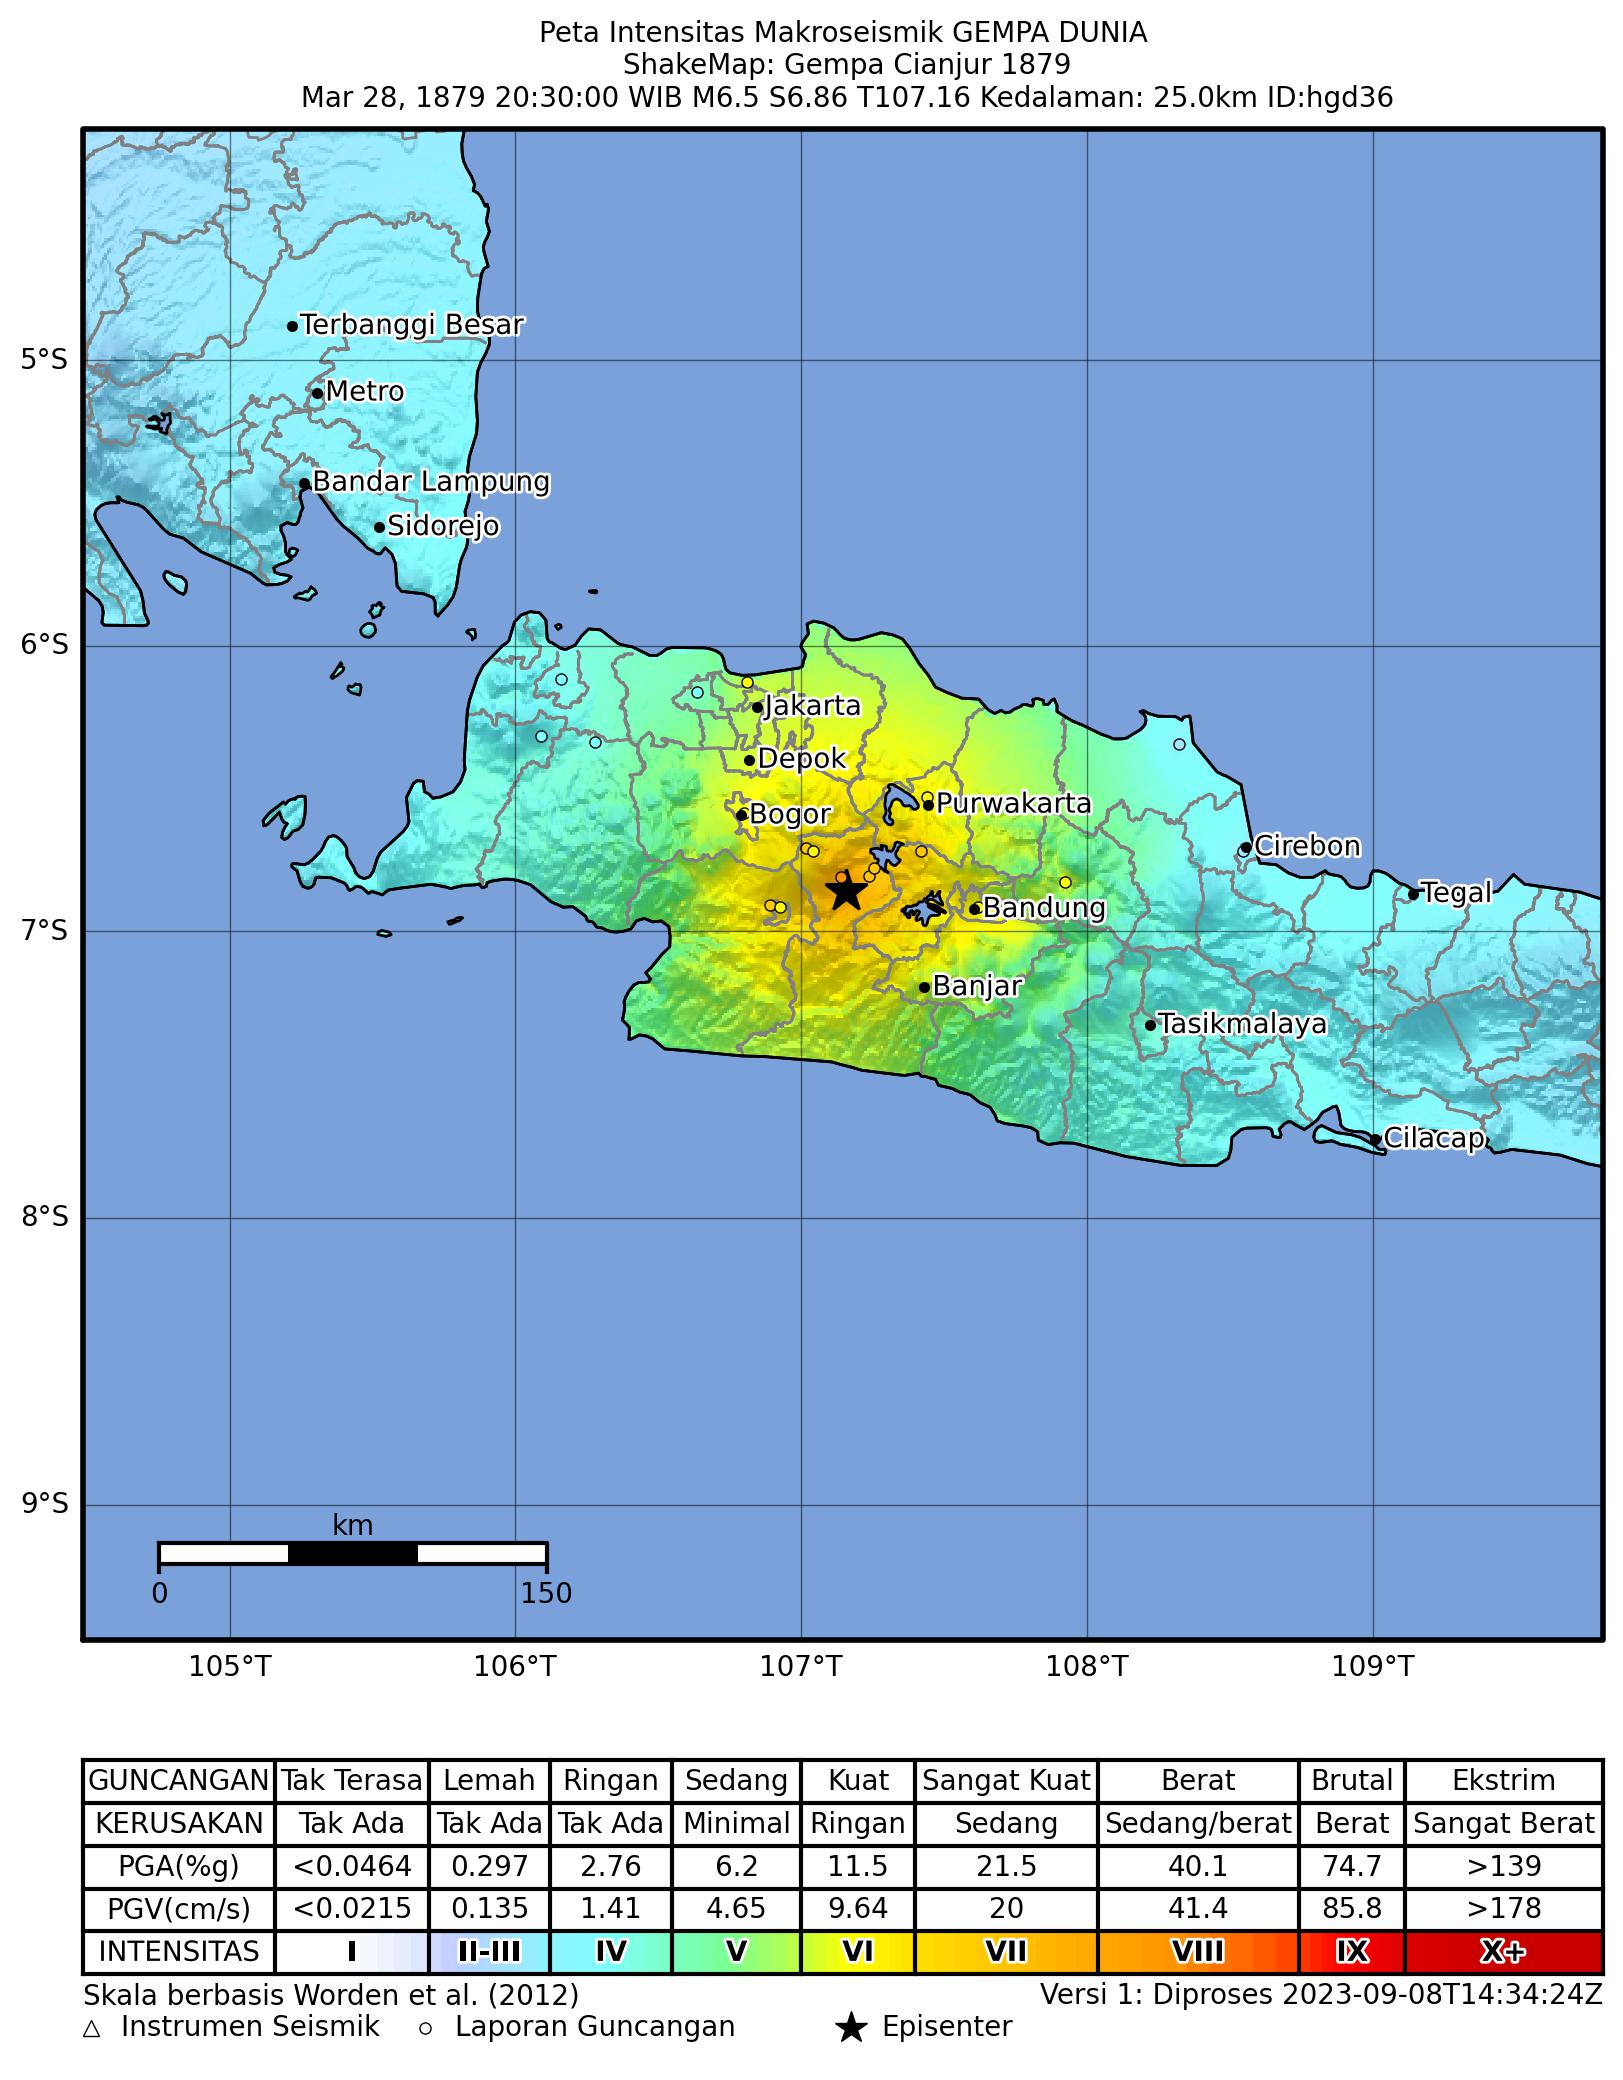 Peta Intensitas Makroseismik GEMPA DUNIA
ShakeMap: Gempa Cianjur 1879
Mar 28, 1879 20:30:00 WIB M6.5 S6.86 T107.16 Kedalaman: 25.0km ID:hgd36
Terbanggi Besar
5°S
Metro
Bandar Lampung
Sidorejo
6°S
Jakarta
Depok
Purwakarta
Bogor
Cirebon
Tegal
Bandung
7°S
Banjar
Tasikmalaya
Cilacap
8°S
9°S
km
0 150
105°T 106°T 107°T 108°T 109°T
GUNCANGAN Tak Terasa Lemah Ringan Sedang Kuat Sangat Kuat Berat Brutal Ekstrim
KERUSAKAN Tak Ada Tak Ada Tak Ada Minimal Ringan Sedang Sedang/berat Berat Sangat Berat
PGA(%g) <0.0464 0.297 2.76 6.2 11.5 21.5 40.1 74.7 >139
PGV(cm/s) <0.0215 0.135 1.41 4.65 9.64 20 41.4 85.8 >178
INTENSITAS I II-III IV V VI VII VIII IX X+
Skala berbasis Worden et al. (2012) Versi 1: Diproses 2023-09-08T14:34:24Z
△ Instrumen Seismik ○ Laporan Guncangan ★ Episenter